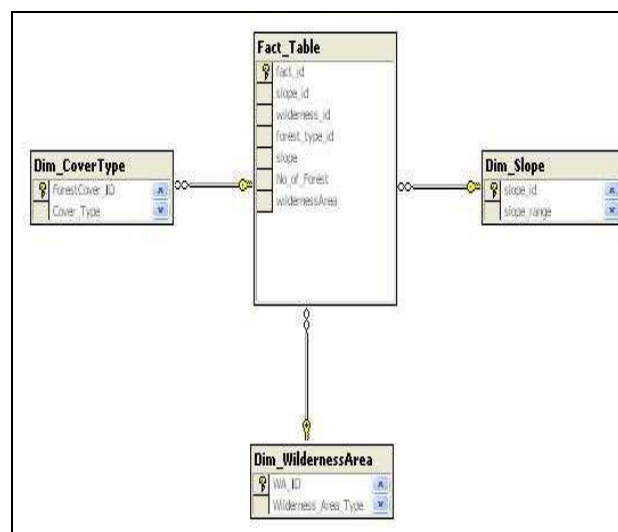 Fact_Table
fact_id
slope_id
wilderness_id
forest_type_id
slope
No_of_Forest
wildernessArea
Dim_CoverType
ForestCover_ID
Cover_Type
Dim_Slope
slope_id
slope_range
Dim_WildernessArea
WA_ID
Wilderness_Area_Type